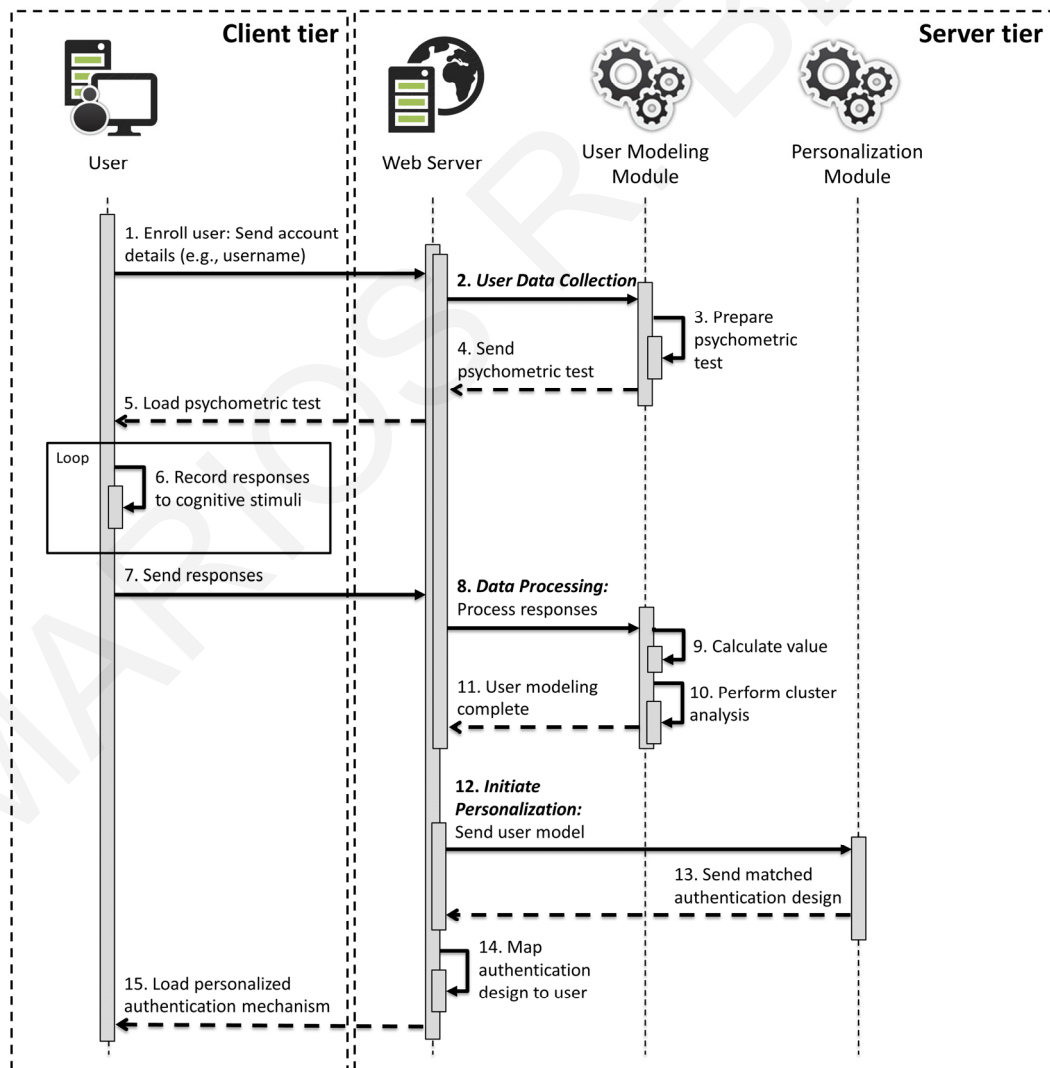 Client tier
Server tier
User
Web Server
User Modeling
Module
Personalization
Module
1. Enroll user: Send account
details (e.g., username)
2. User Data Collection
3. Prepare
psychometric
test
4. Send
psychometric test
5. Load psychometric test
Loop
6. Record responses
to cognitive stimuli
7. Send responses
8. Data Processing:
Process responses
9. Calculate value
10. Perform cluster
analysis
11. User modeling
complete
12. Initiate
Personalization:
Send user model
13. Send matched
authentication design
14. Map
authentication
design to user
15. Load personalized
authentication mechanism
MARIOS R. BE